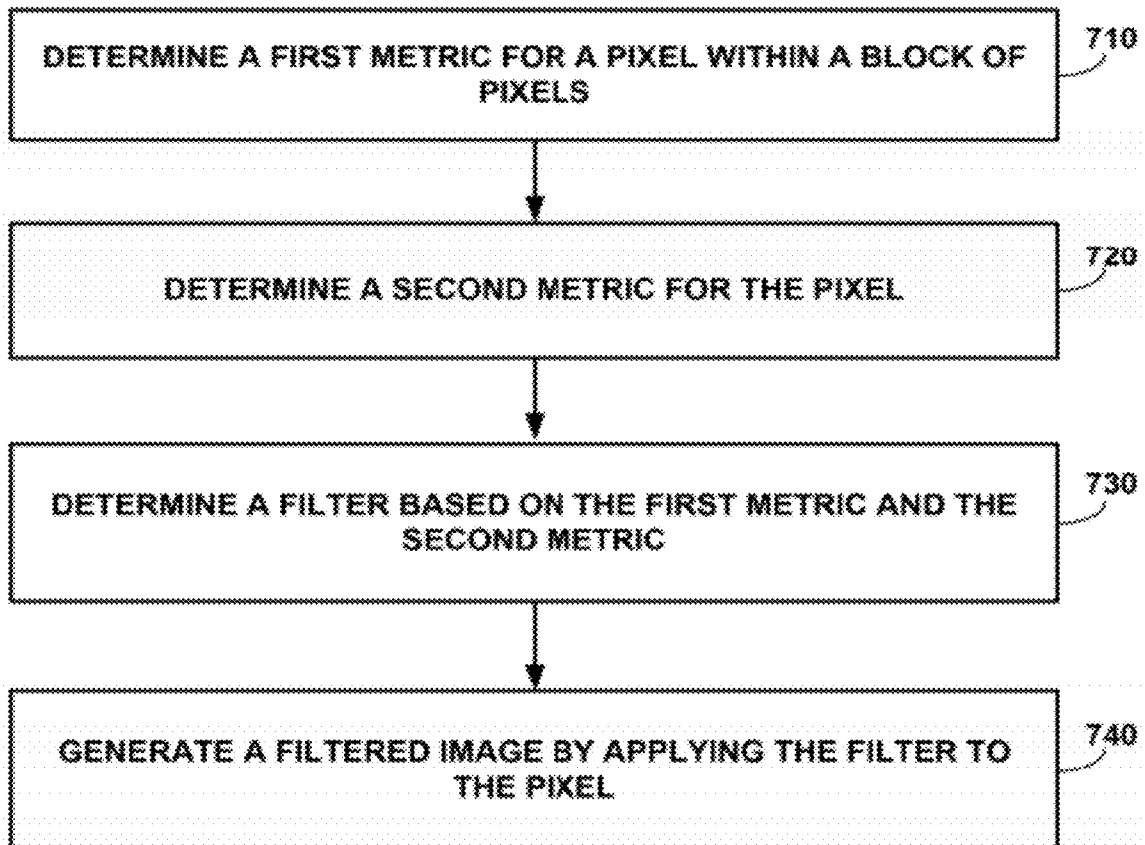 DETERMINE A FIRST METRIC FOR A PIXEL WITHIN A BLOCK OF
PIXELS
710
DETERMINE A SECOND METRIC FOR THE PIXEL
720
DETERMINE A FILTER BASED ON THE FIRST METRIC AND THE
SECOND METRIC
730
GENERATE A FILTERED IMAGE BY APPLYING THE FILTER TO
THE PIXEL
740